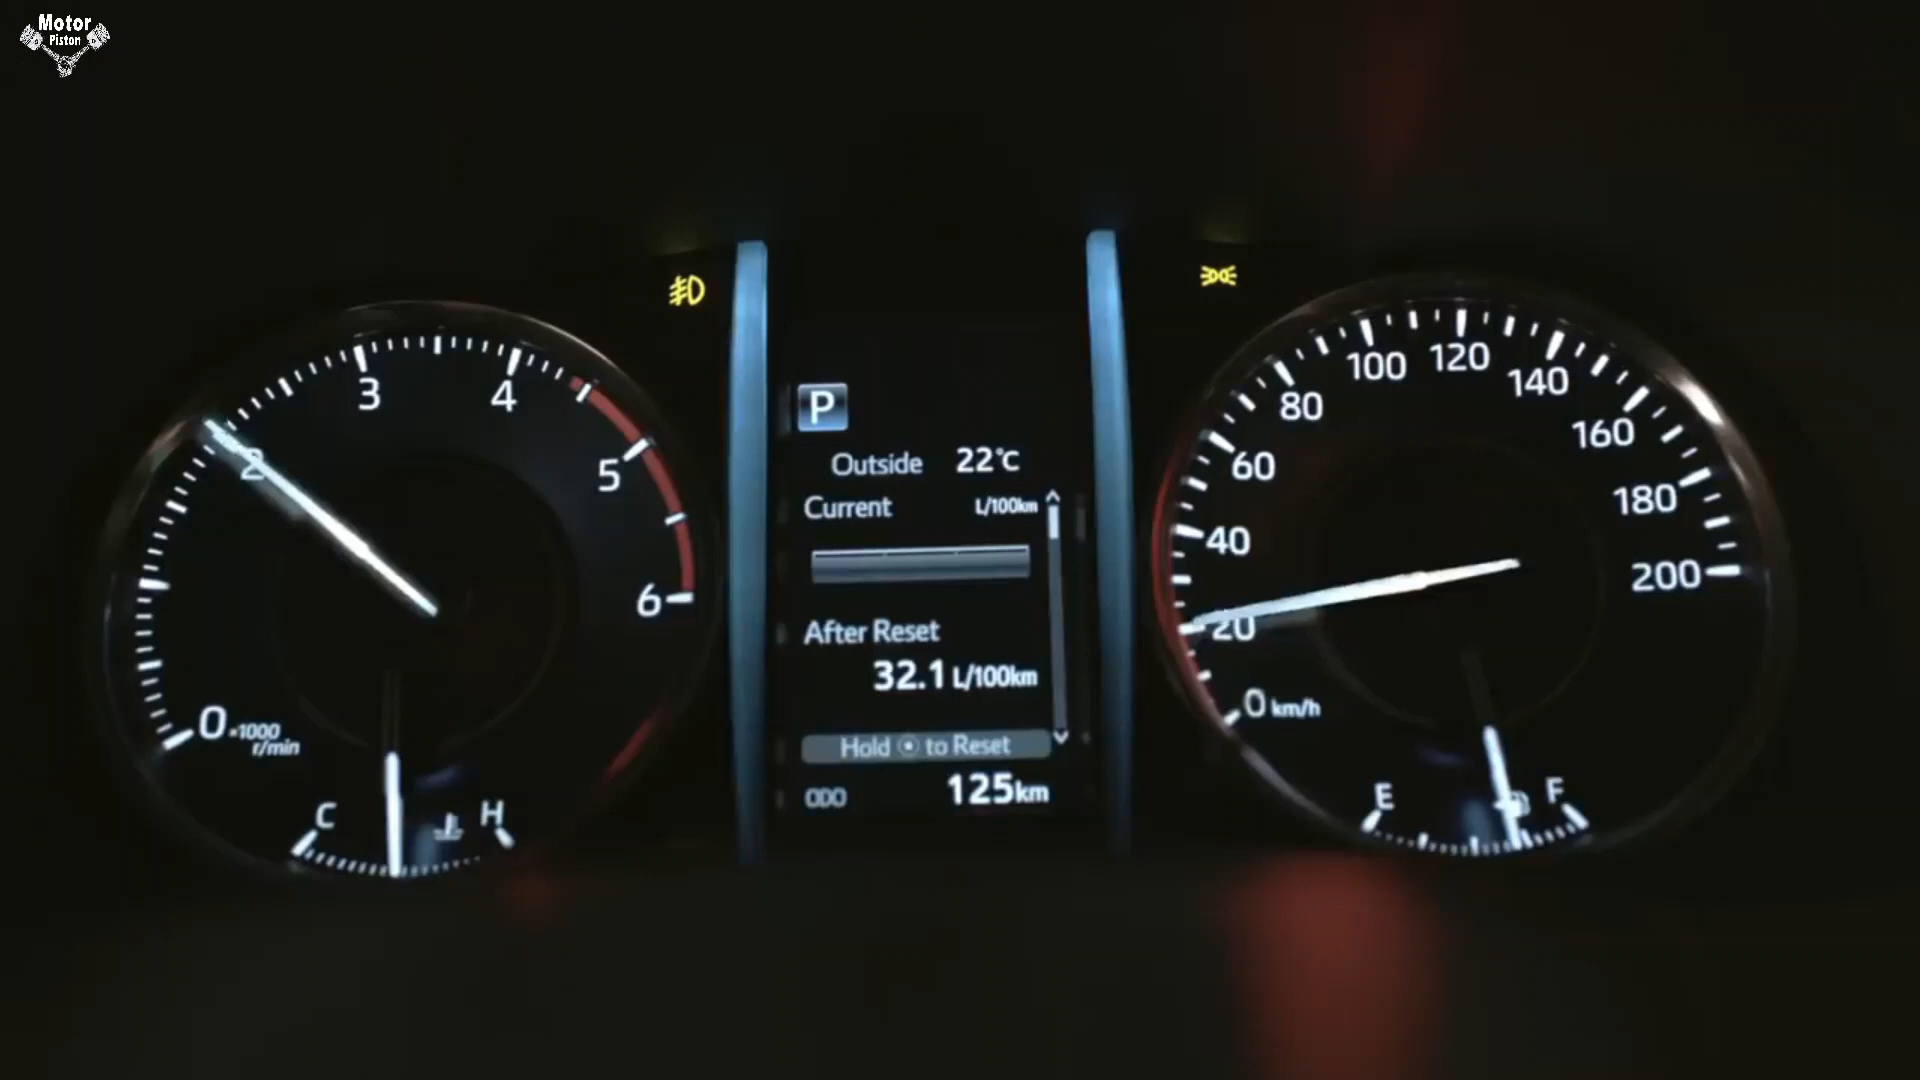 Motor
Piston
P
Outside 22°C
Current L/100km
After Reset
32.1 L/100km
Hold to Reset
ODO 125km
0
2
3
4
5
6
×1000
r/min
C H
0 km/h
20
40
60
80
100
120
140
160
180
200
E F